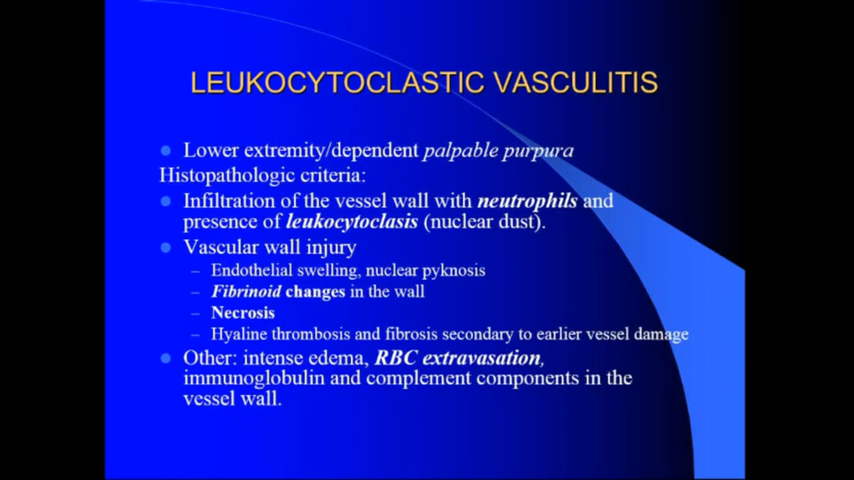 LEUKOCYTOCLASTIC VASCULITIS
Lower extremity/dependent palpable purpura
Histopathologic criteria:
Infiltration of the vessel wall with neutrophils and
presence of leukocytoclasis (nuclear dust).
Vascular wall injury
– Endothelial swelling, nuclear pyknosis
– Fibrinoid changes in the wall
– Necrosis
– Hyaline thrombosis and fibrosis secondary to earlier vessel damage
Other: intense edema, RBC extravasation,
immunoglobulin and complement components in the
vessel wall.